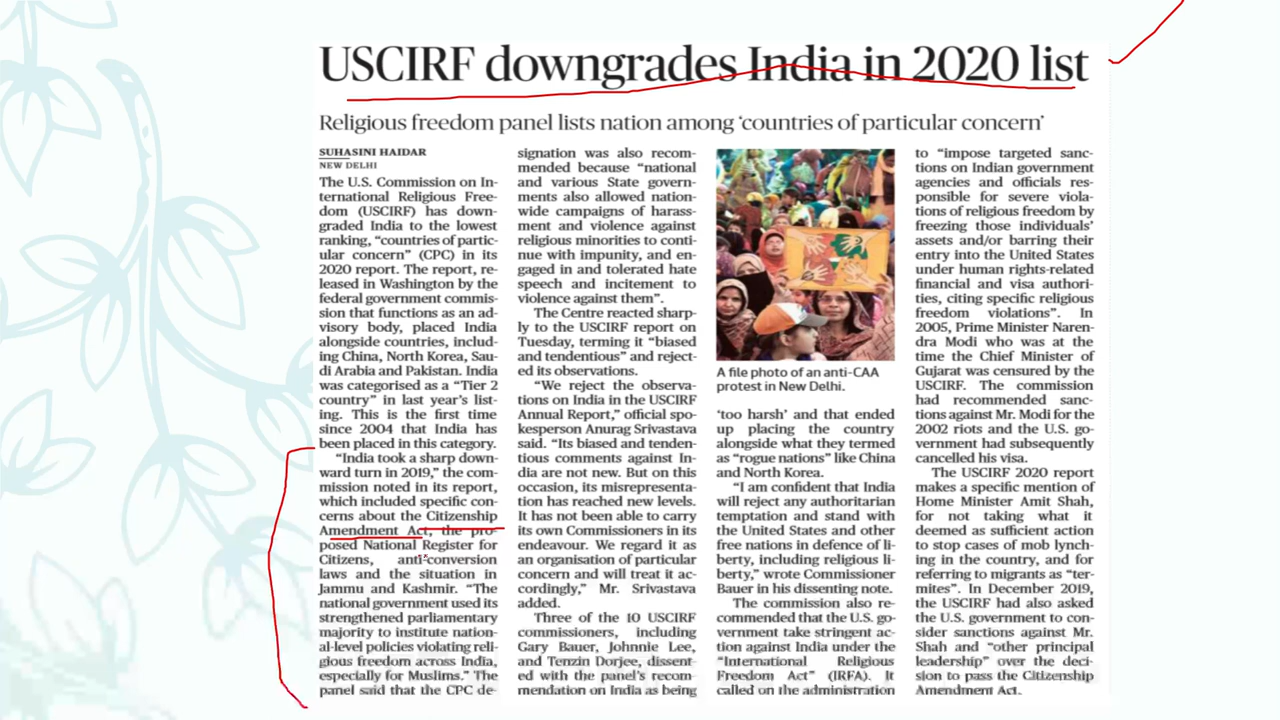 USCIRF downgrades India in 2020 list
Religious freedom panel lists nation among ‘countries of particular concern’
SUHASINI HAIDAR
NEW DELHI
The U.S. Commission on In-
ternational Religious Free-
dom (USCIRF) has down-
graded India to the lowest
ranking, “countries of partic-
ular concern” (CPC) in its
2020 report. The report, re-
leased in Washington by the
federal government commis-
sion that functions as an ad-
visory body, placed India
alongside countries, includ-
ing China, North Korea, Sau-
di Arabia and Pakistan. India
was categorised as a “Tier 2
country” in last year’s list-
ing. This is the first time
since 2004 that India has
been placed in this category.
“India took a sharp down-
ward turn in 2019,” the com-
mission noted in its report,
which included specific con-
cerns about the Citizenship
Amendment Act, the pro-
posed National Register for
Citizens, anti-conversion
laws and the situation in
Jammu and Kashmir. “The
national government used its
strengthened parliamentary
majority to institute nation-
al-level policies violating reli-
gious freedom across India,
especially for Muslims.” The
panel said that the CPC de-
signation was also recom-
mended because “national
and various State govern-
ments also allowed nation-
wide campaigns of harass-
ment and violence against
religious minorities to conti-
nue with impunity, and en-
gaged in and tolerated hate
speech and incitement to
violence against them”.
The Centre reacted sharp-
ly to the USCIRF report on
Tuesday, terming it “biased
and tendentious” and reject-
ed its observations.
“We reject the observa-
tions on India in the USCIRF
Annual Report,” official spo-
kesperson Anurag Srivastava
said. “Its biased and tenden-
tious comments against In-
dia are not new. But on this
occasion, its misrepresenta-
tion has reached new levels.
It has not been able to carry
its own Commissioners in its
endeavour. We regard it as
an organisation of particular
concern and will treat it ac-
cordingly,” Mr. Srivastava
added.
Three of the 10 USCIRF
commissioners, including
Gary Bauer, Johnnie Lee,
and Tenzin Dorjee, dissent-
ed with the panel’s recom-
mendation on India as being
A file photo of an anti-CAA
protest in New Delhi.
‘too harsh’ and that ended
up placing the country
alongside what they termed
as “rogue nations” like China
and North Korea.
“I am confident that India
will reject any authoritarian
temptation and stand with
the United States and other
free nations in defence of li-
berty, including religious li-
berty,” wrote Commissioner
Bauer in his dissenting note.
The commission also re-
commended that the U.S. go-
vernment take stringent ac-
tion against India under the
“International Religious
Freedom Act” (IRFA). It
called on the administration
to “impose targeted sanc-
tions on Indian government
agencies and officials res-
ponsible for severe viola-
tions of religious freedom by
freezing those individuals’
assets and/or barring their
entry into the United States
under human rights-related
financial and visa authori-
ties, citing specific religious
freedom violations”. In
2005, Prime Minister Naren-
dra Modi who was at the
time the Chief Minister of
Gujarat was censured by the
USCIRF. The commission
had recommended sanc-
tions against Mr. Modi for the
2002 riots and the U.S. go-
vernment had subsequently
cancelled his visa.
The USCIRF 2020 report
makes a specific mention of
Home Minister Amit Shah,
for not taking what it
deemed as sufficient action
to stop cases of mob lynch-
ing in the country, and for
referring to migrants as “ter-
mites”. In December 2019,
the USCIRF had also asked
the U.S. government to con-
sider sanctions against Mr.
Shah and “other principal
leadership” over the deci-
sion to pass the Citizenship
Amendment Act.